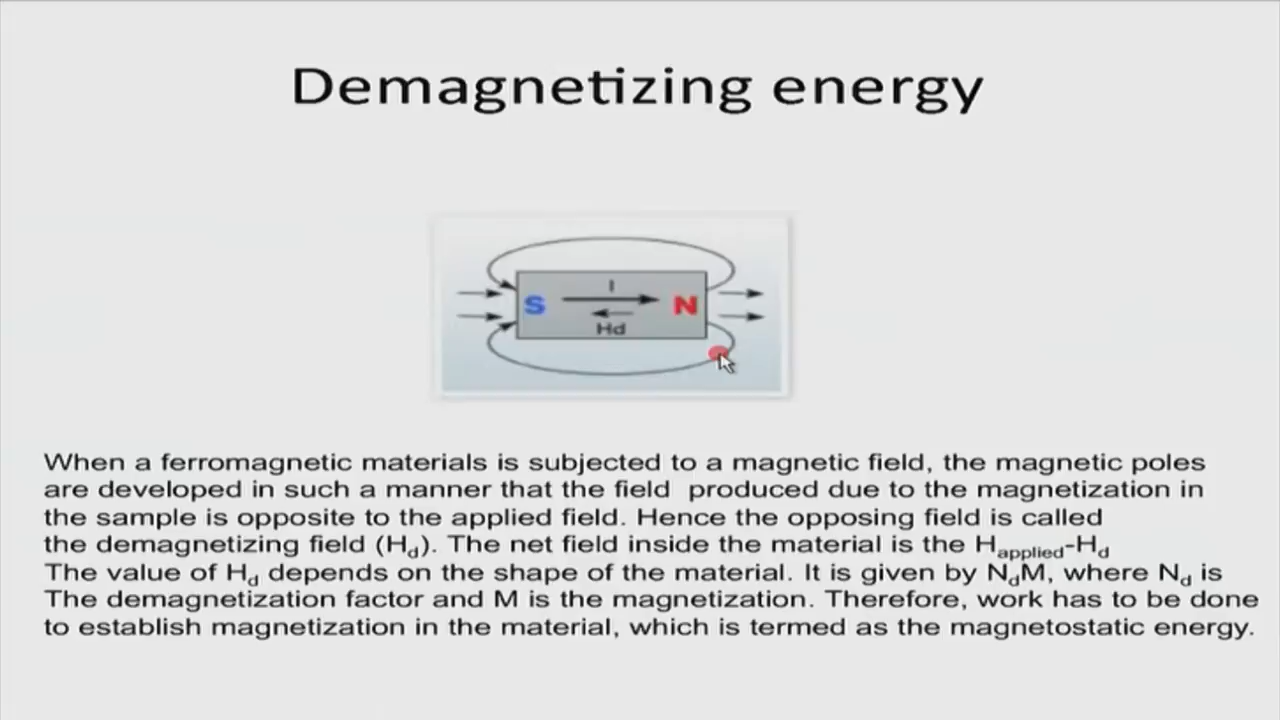 Demagnetizing energy
I
S N
Hd
When a ferromagnetic materials is subjected to a magnetic field, the magnetic poles
are developed in such a manner that the field produced due to the magnetization in
the sample is opposite to the applied field. Hence the opposing field is called
the demagnetizing field (Hd). The net field inside the material is the Happlied-Hd
The value of Hd depends on the shape of the material. It is given by NdM, where Nd is
The demagnetization factor and M is the magnetization. Therefore, work has to be done
to establish magnetization in the material, which is termed as the magnetostatic energy.